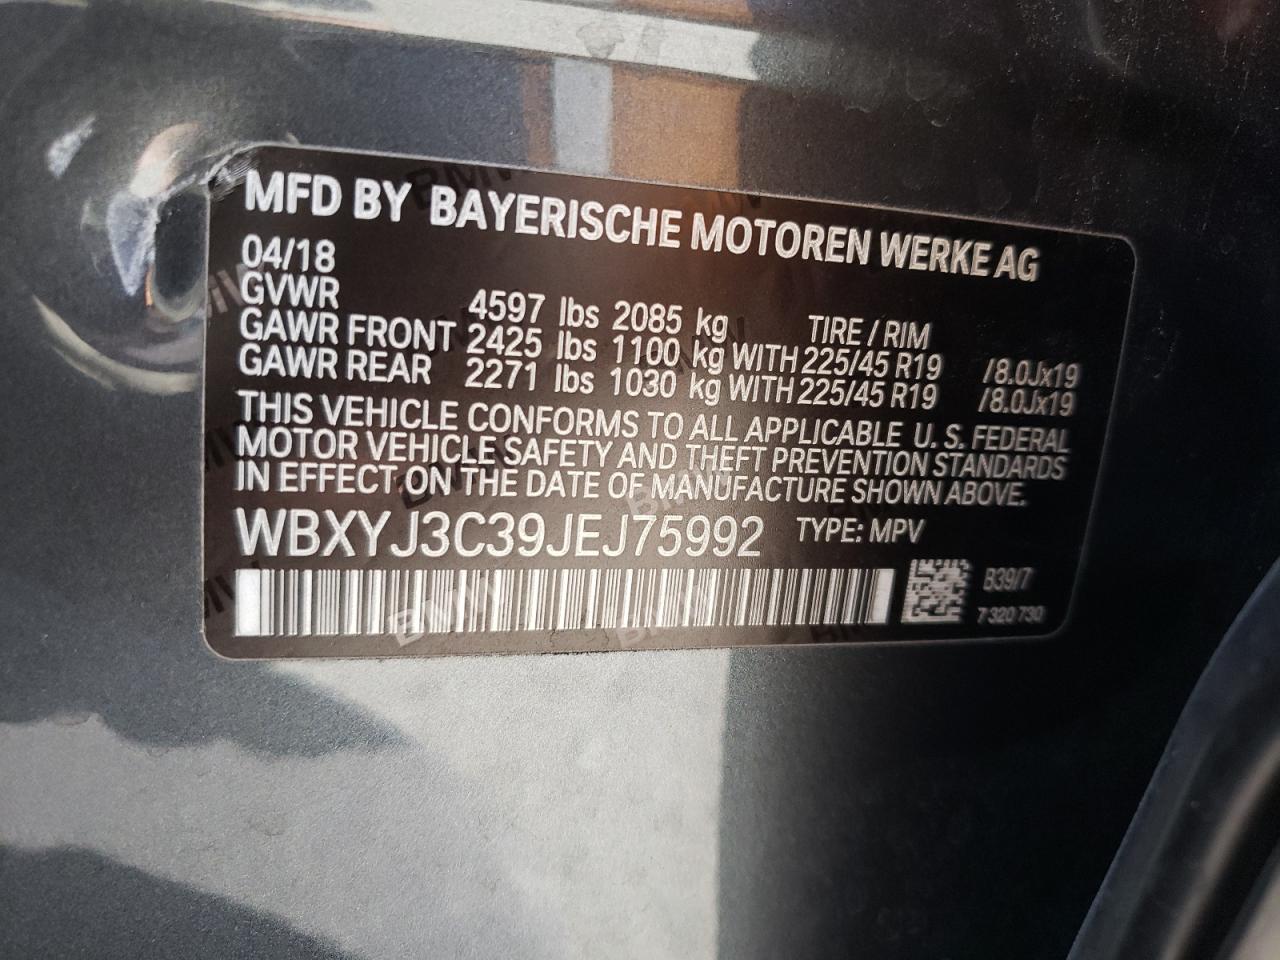 MFD BY BAYERISCHE MOTOREN WERKE AG
04/18
GVWR 4597 lbs 2085 kg TIRE / RIM
GAWR FRONT 2425 lbs 1100 kg WITH 225/45 R19 /8.0Jx19
GAWR REAR 2271 lbs 1030 kg WITH 225/45 R19 /8.0Jx19
THIS VEHICLE CONFORMS TO ALL APPLICABLE U. S. FEDERAL
MOTOR VEHICLE SAFETY AND THEFT PREVENTION STANDARDS
IN EFFECT ON THE DATE OF MANUFACTURE SHOWN ABOVE.
WBXYJ3C39JEJ75992 TYPE: MPV
B39/7
7 320 730